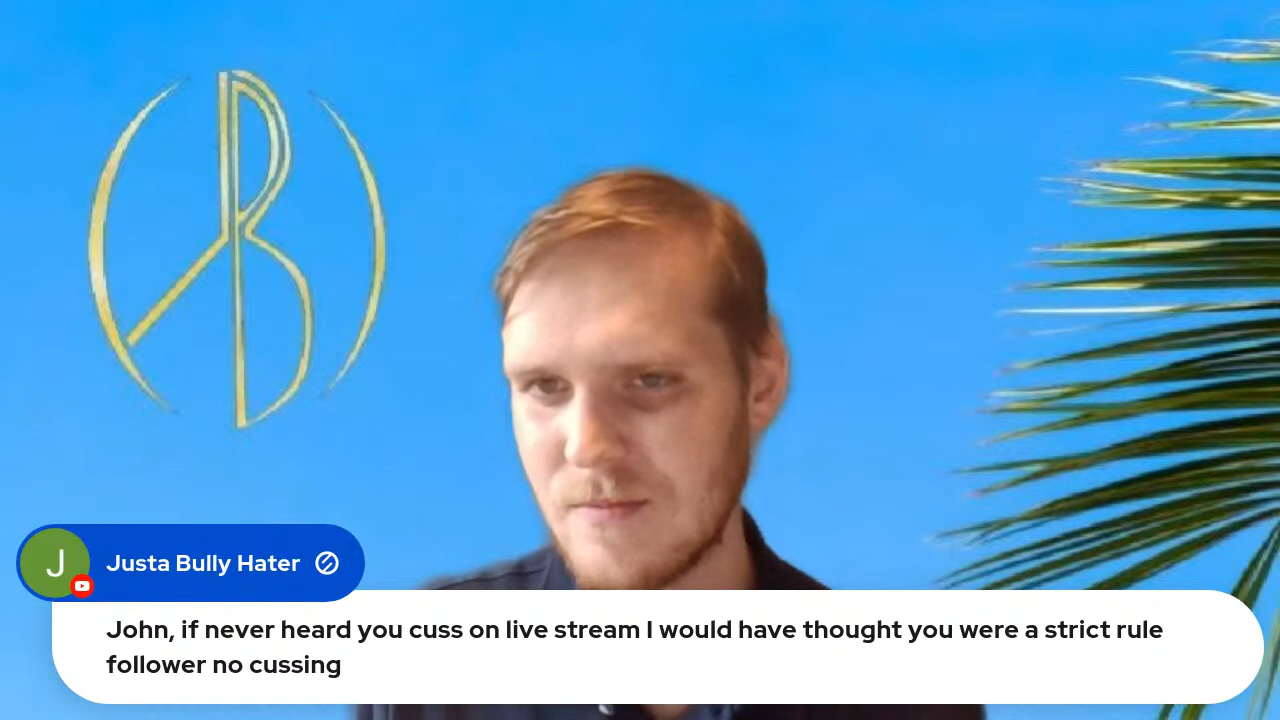 J
Justa Bully Hater
John, if never heard you cuss on live stream I would have thought you were a strict rule
follower no cussing